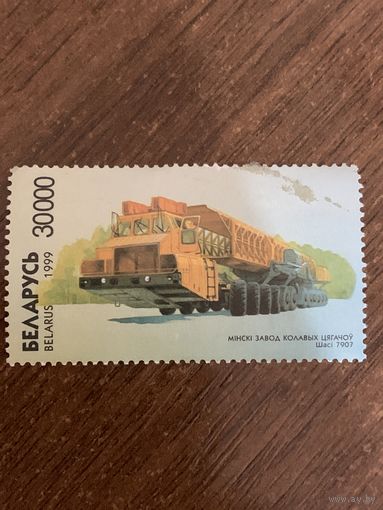 БЕЛАРУСЬ
BELARUS 1999
30000
МІНСКІ ЗАВОД КОЛАВЫХ ЦЯГАЧОЎ
Шасі 7907
www.ay.by